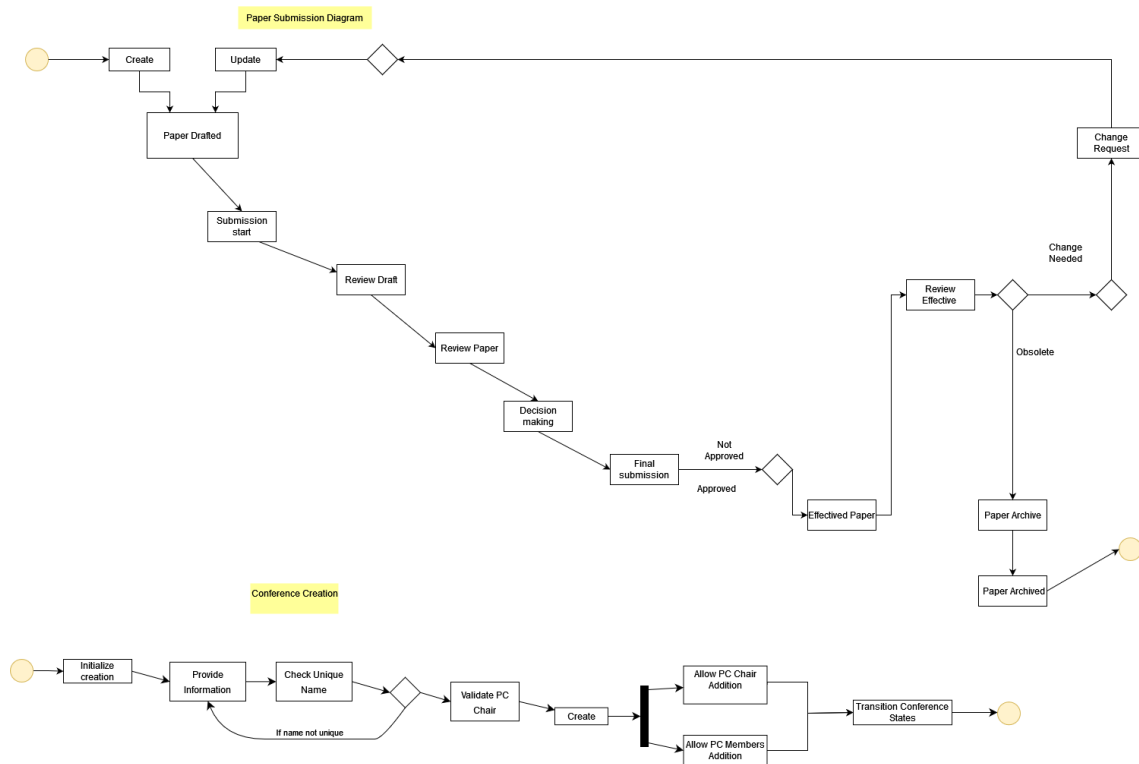 Paper Submission Diagram
Create
Update
Paper Drafted
Change
Request
Submission
start
Change
Needed
Review Draft
Review
Effective
Review Paper
Obsolete
Decision
making
Not
Approved
Final
submission
Approved
Effectived Paper
Paper Archive
Paper Archived
Conference Creation
Initialize
creation
Provide
Information
Check Unique
Name
If name not unique
Validate PC
Chair
Create
Allow PC Chair
Addition
Allow PC Members
Addition
Transition Conference
States